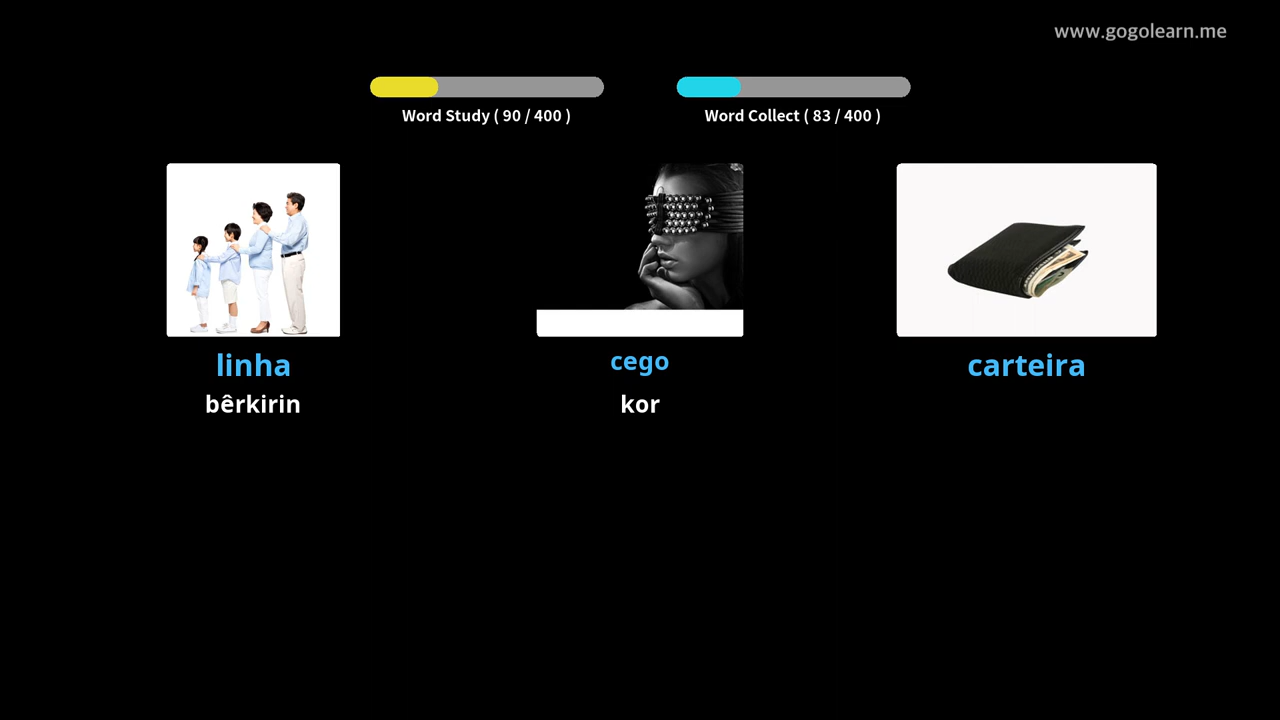 www.gogolearn.me
Word Study ( 90 / 400 )
Word Collect ( 83 / 400 )
linha
bêrkirin
cego
kor
carteira